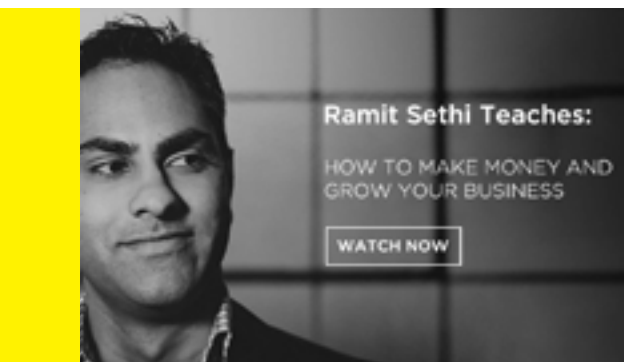 Ramit Sethi Teaches:
HOW TO MAKE MONEY AND
GROW YOUR BUSINESS
WATCH NOW